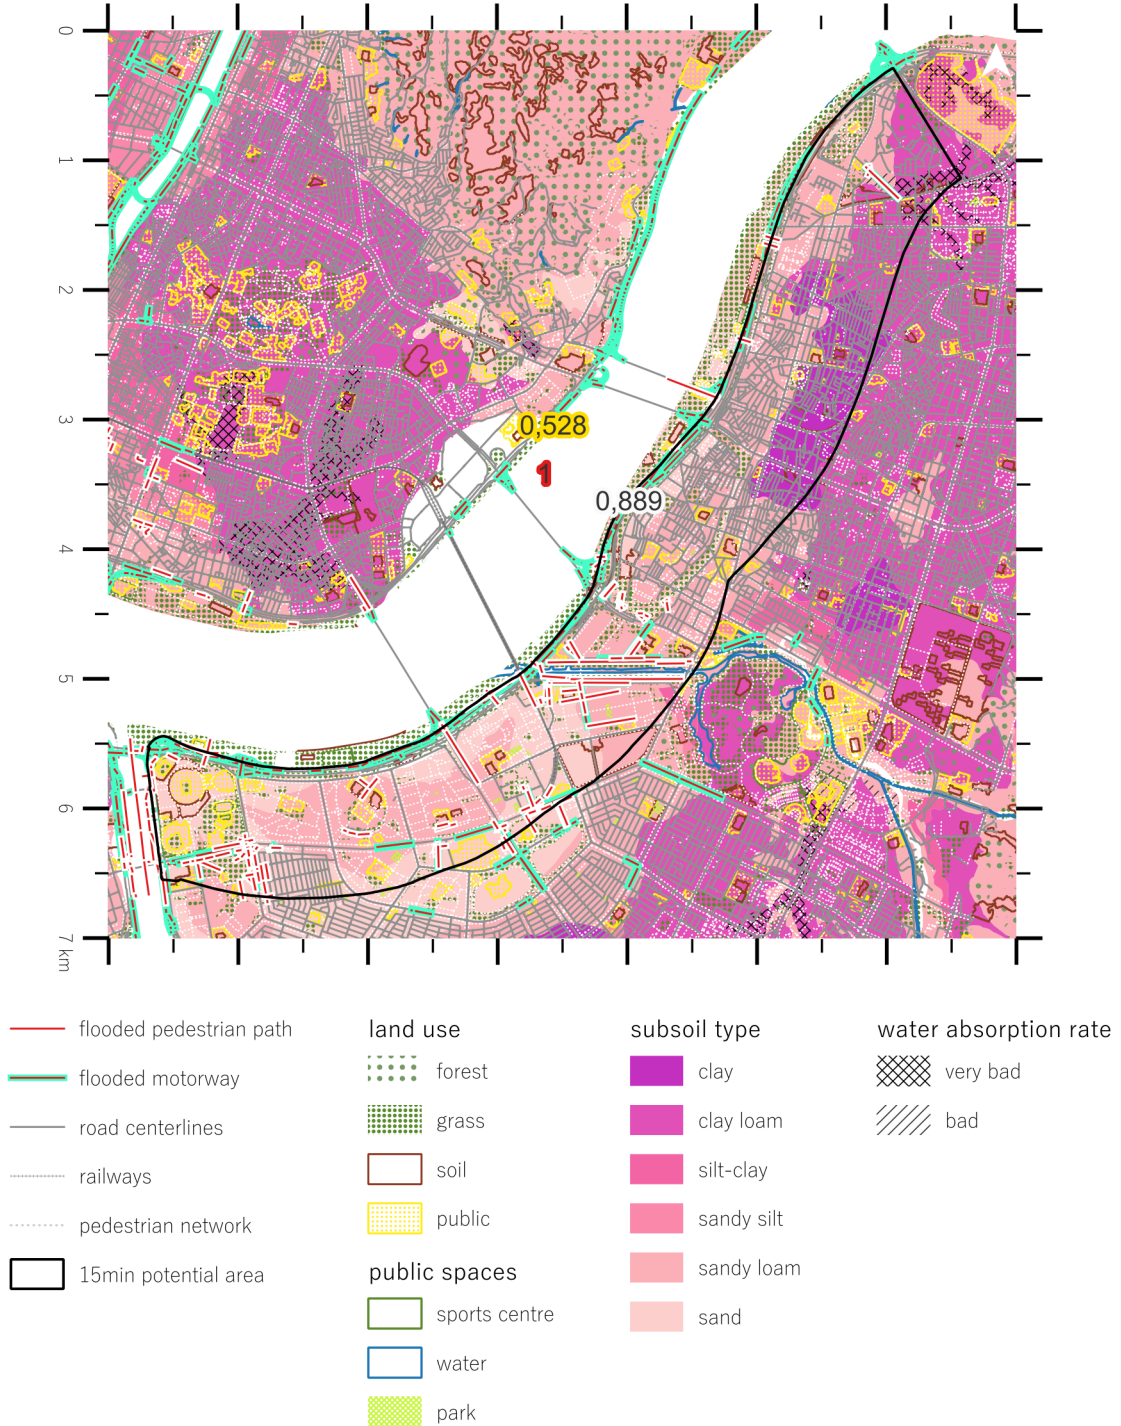 0
1
2
3
0,528
1
0,889
4
5
6
7 km
flooded pedestrian path
flooded motorway
road centerlines
railways
pedestrian network
15min potential area
land use
forest
grass
soil
public
public spaces
sports centre
water
park
subsoil type
clay
clay loam
silt-clay
sandy silt
sandy loam
sand
water absorption rate
very bad
bad